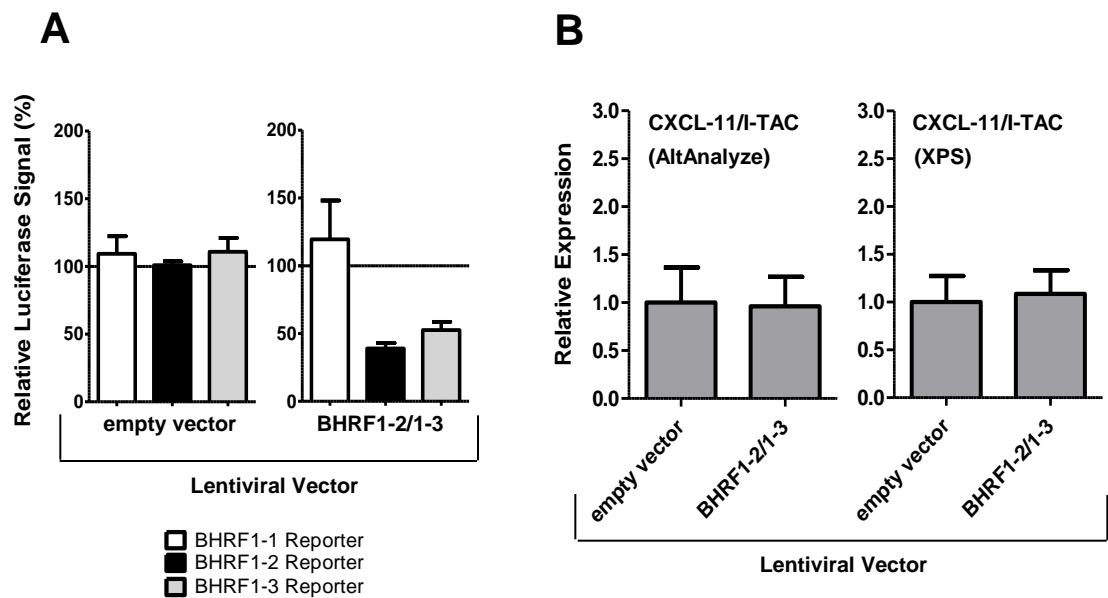 A
Relative Luciferase Signal (%)
200
150
100
50
0
200
150
100
50
0
empty vector
BHRF1-2/1-3
Lentiviral Vector
BHRF1-1 Reporter
BHRF1-2 Reporter
BHRF1-3 Reporter
B
Relative Expression
3.0
2.5
2.0
1.5
1.0
0.5
0.0
CXCL-11/I-TAC
(AltAnalyze)
empty vector
BHRF1-2/1-3
3.0
2.5
2.0
1.5
1.0
0.5
0.0
CXCL-11/I-TAC
(XPS)
empty vector
BHRF1-2/1-3
Lentiviral Vector